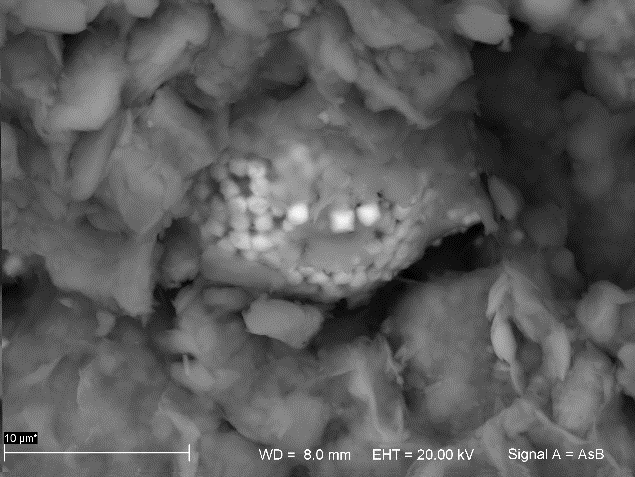 10 µm*
WD = 8.0 mm EHT = 20.00 kV Signal A = AsB